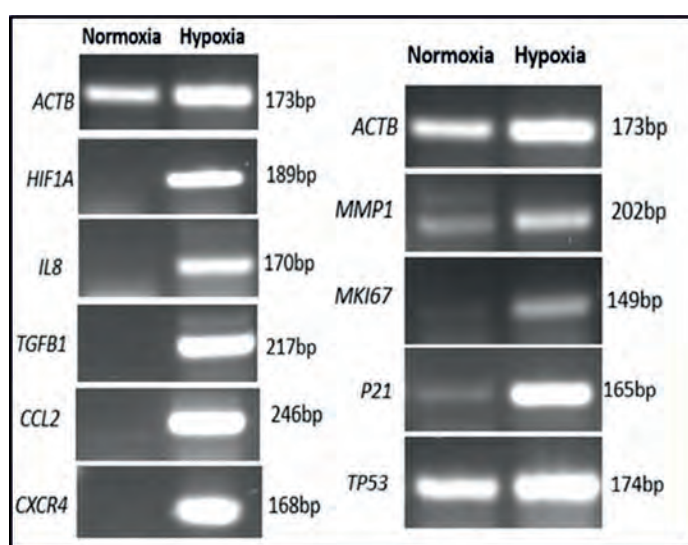 Normoxia Hypoxia
ACTB 173bp
HIF1A 189bp
IL8 170bp
TGFB1 217bp
CCL2 246bp
CXCR4 168bp
Normoxia Hypoxia
ACTB 173bp
MMP1 202bp
MKI67 149bp
P21 165bp
TP53 174bp